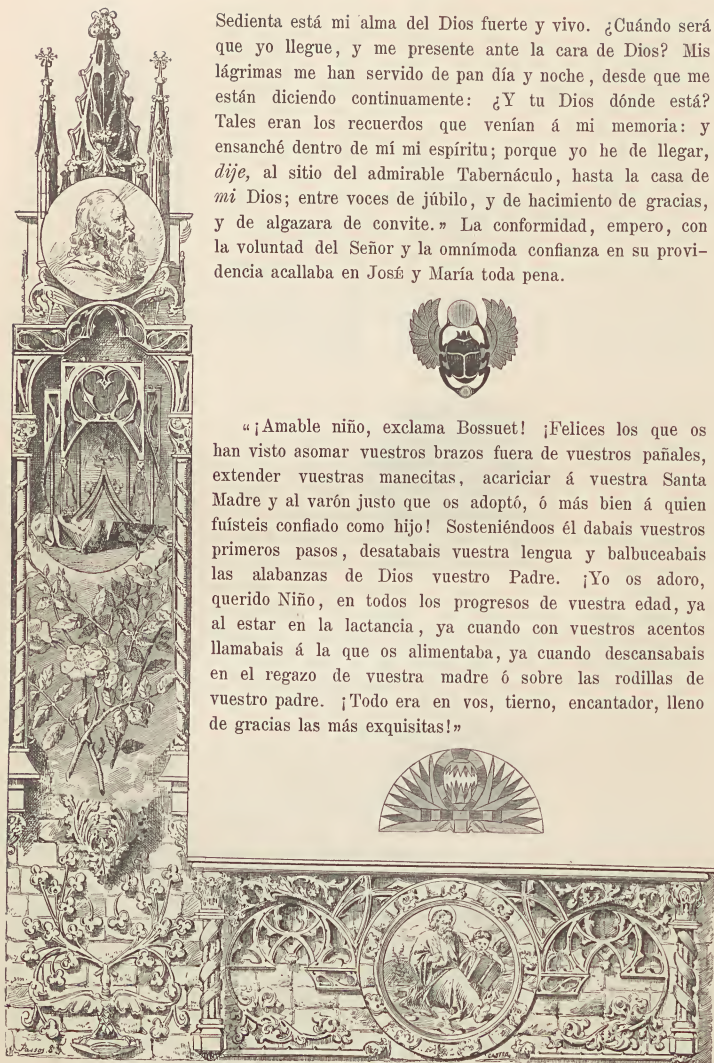 Sedienta está mi alma del Dios fuerte y vivo. ¿Cuándo será
que yo llegue, y me presente ante la cara de Dios? Mis
lágrimas me han servido de pan día y noche, desde que me
están diciendo continuamente: ¿Y tu Dios dónde está?
Tales eran los recuerdos que venían á mi memoria: y
ensanché dentro de mí mi espíritu; porque yo he de llegar,
dije, al sitio del admirable Tabernáculo, hasta la casa de
mi Dios; entre voces de júbilo, y de hacimiento de gracias,
y de algazara de convite.» La conformidad, empero, con
la voluntad del Señor y la omnímoda confianza en su provi-
dencia acallaba en José y María toda pena.
«¡Amable niño, exclama Bossuet! ¡Felices los que os
han visto asomar vuestros brazos fuera de vuestros pañales,
extender vuestras manecitas, acariciar á vuestra Santa
Madre y al varón justo que os adoptó, ó más bien á quien
fuísteis confiado como hijo! Sosteniéndoos él dabais vuestros
primeros pasos, desatabais vuestra lengua y balbuceabais
las alabanzas de Dios vuestro Padre. ¡Yo os adoro,
querido Niño, en todos los progresos de vuestra edad, ya
al estar en la lactancia, ya cuando con vuestros acentos
llamabais á la que os alimentaba, ya cuando descansabais
en el regazo de vuestra madre ó sobre las rodillas de
vuestro padre. ¡Todo era en vos, tierno, encantador, lleno
de gracias las más exquisitas!»